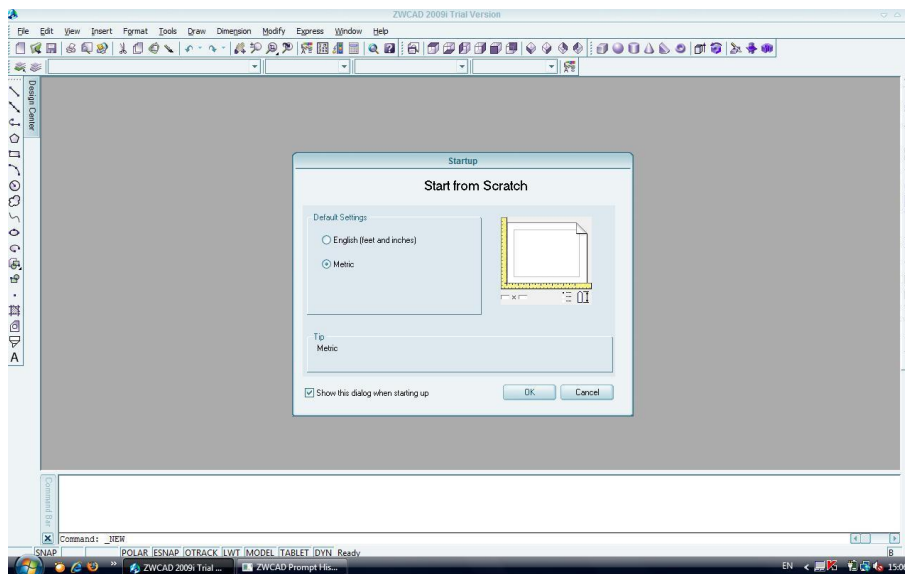 ZWCAD 2009i Trial Version
File Edit View Insert Format Tools Draw Dimension Modify Express Window Help
Design Center
A
Startup
Start from Scratch
Default Settings
English (feet and inches)
Metric
Tip
Metric
Show this dialog when starting up
OK Cancel
Command Bar
Command: _NEW
SNAP POLAR ESNAP OTRACK LWT MODEL TABLET DYN Ready B
ZWCAD 2009i Trial ... ZWCAD Prompt His... EN 15:06